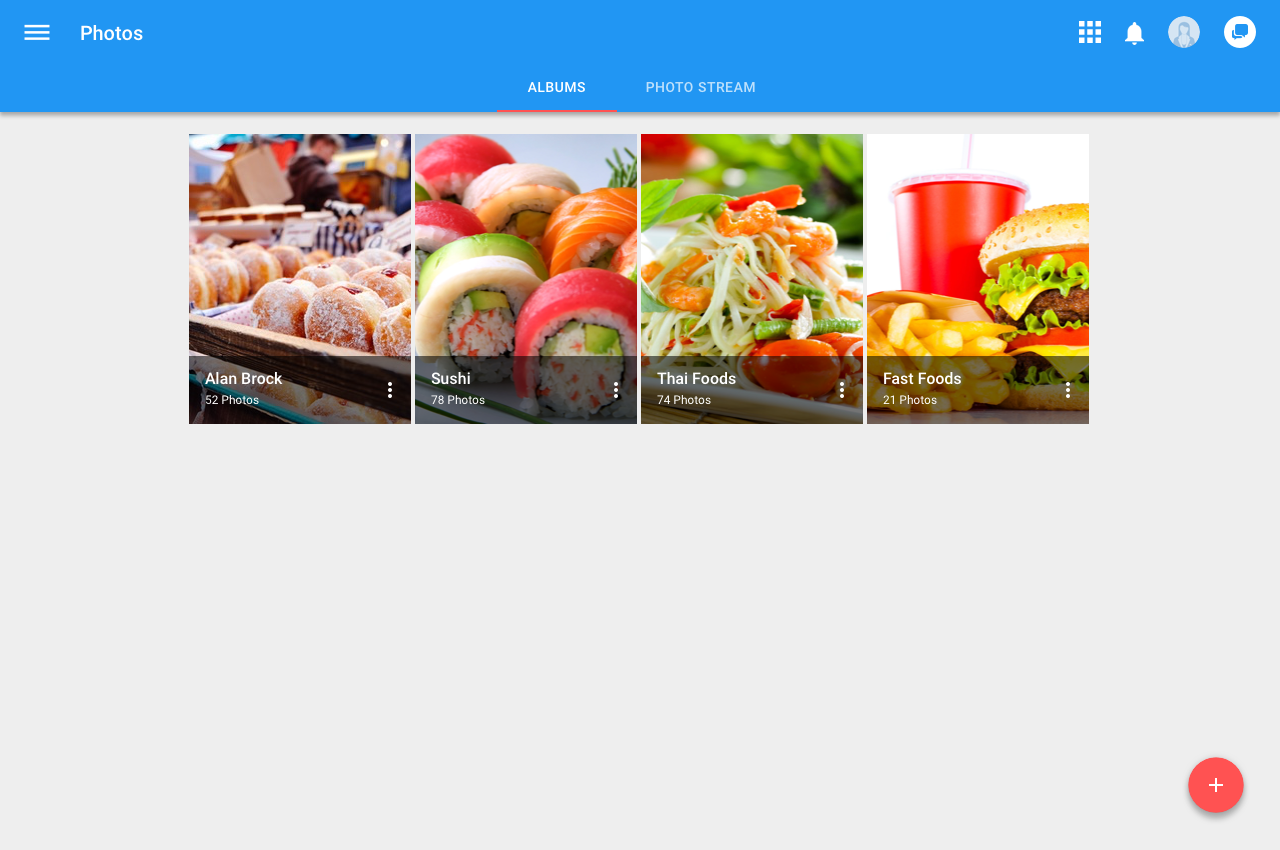 Photos
ALBUMS
PHOTO STREAM
Alan Brock
52 Photos
Sushi
78 Photos
Thai Foods
74 Photos
Fast Foods
21 Photos